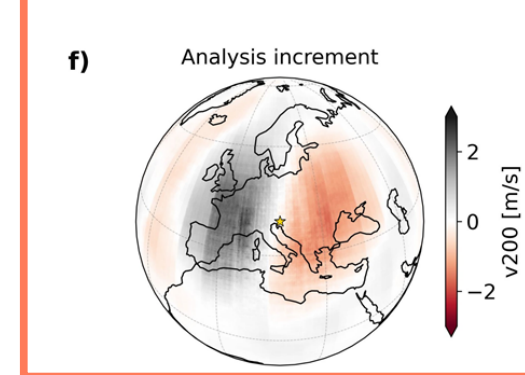 f)
Analysis increment
2
0
−2
v200 [m/s]